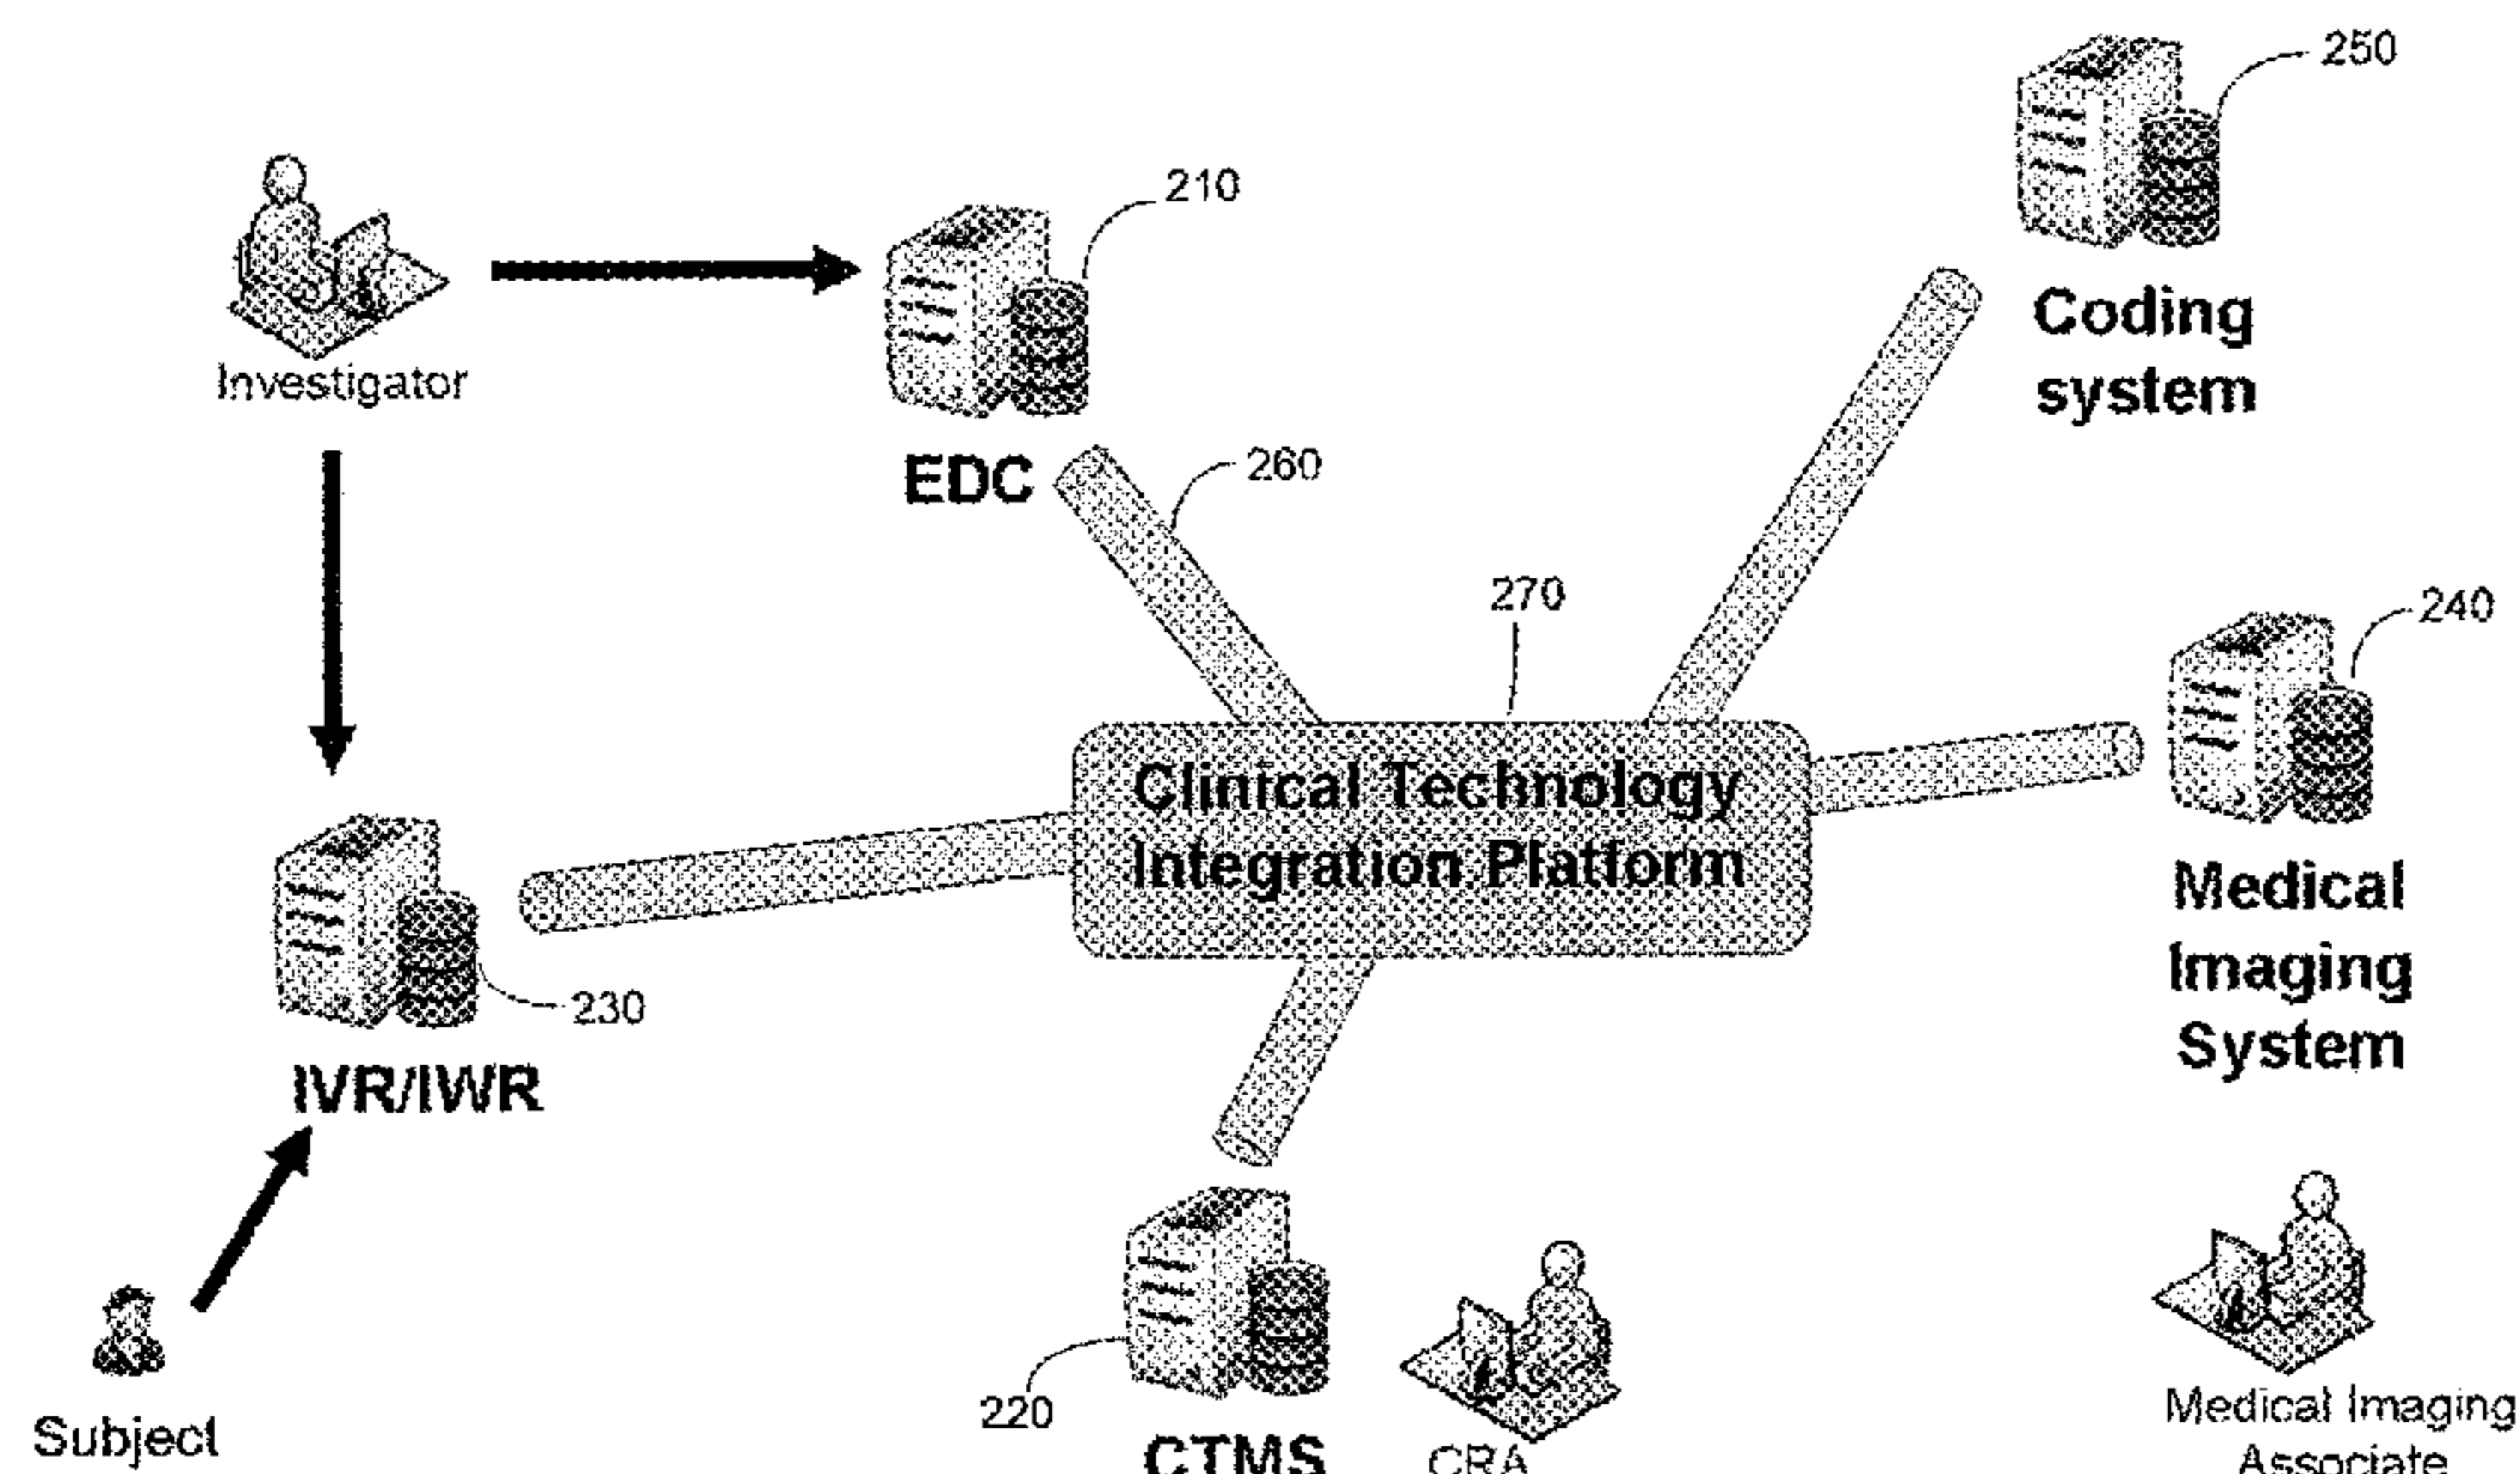 250
210
Coding
system
Investigator
EDC
260
270
240
Clinical Technology
Integration Platform
Medical
Imaging
System
230
IVR/IWR
220
Subject
CTMS
CRA
Medical Imaging
Associate